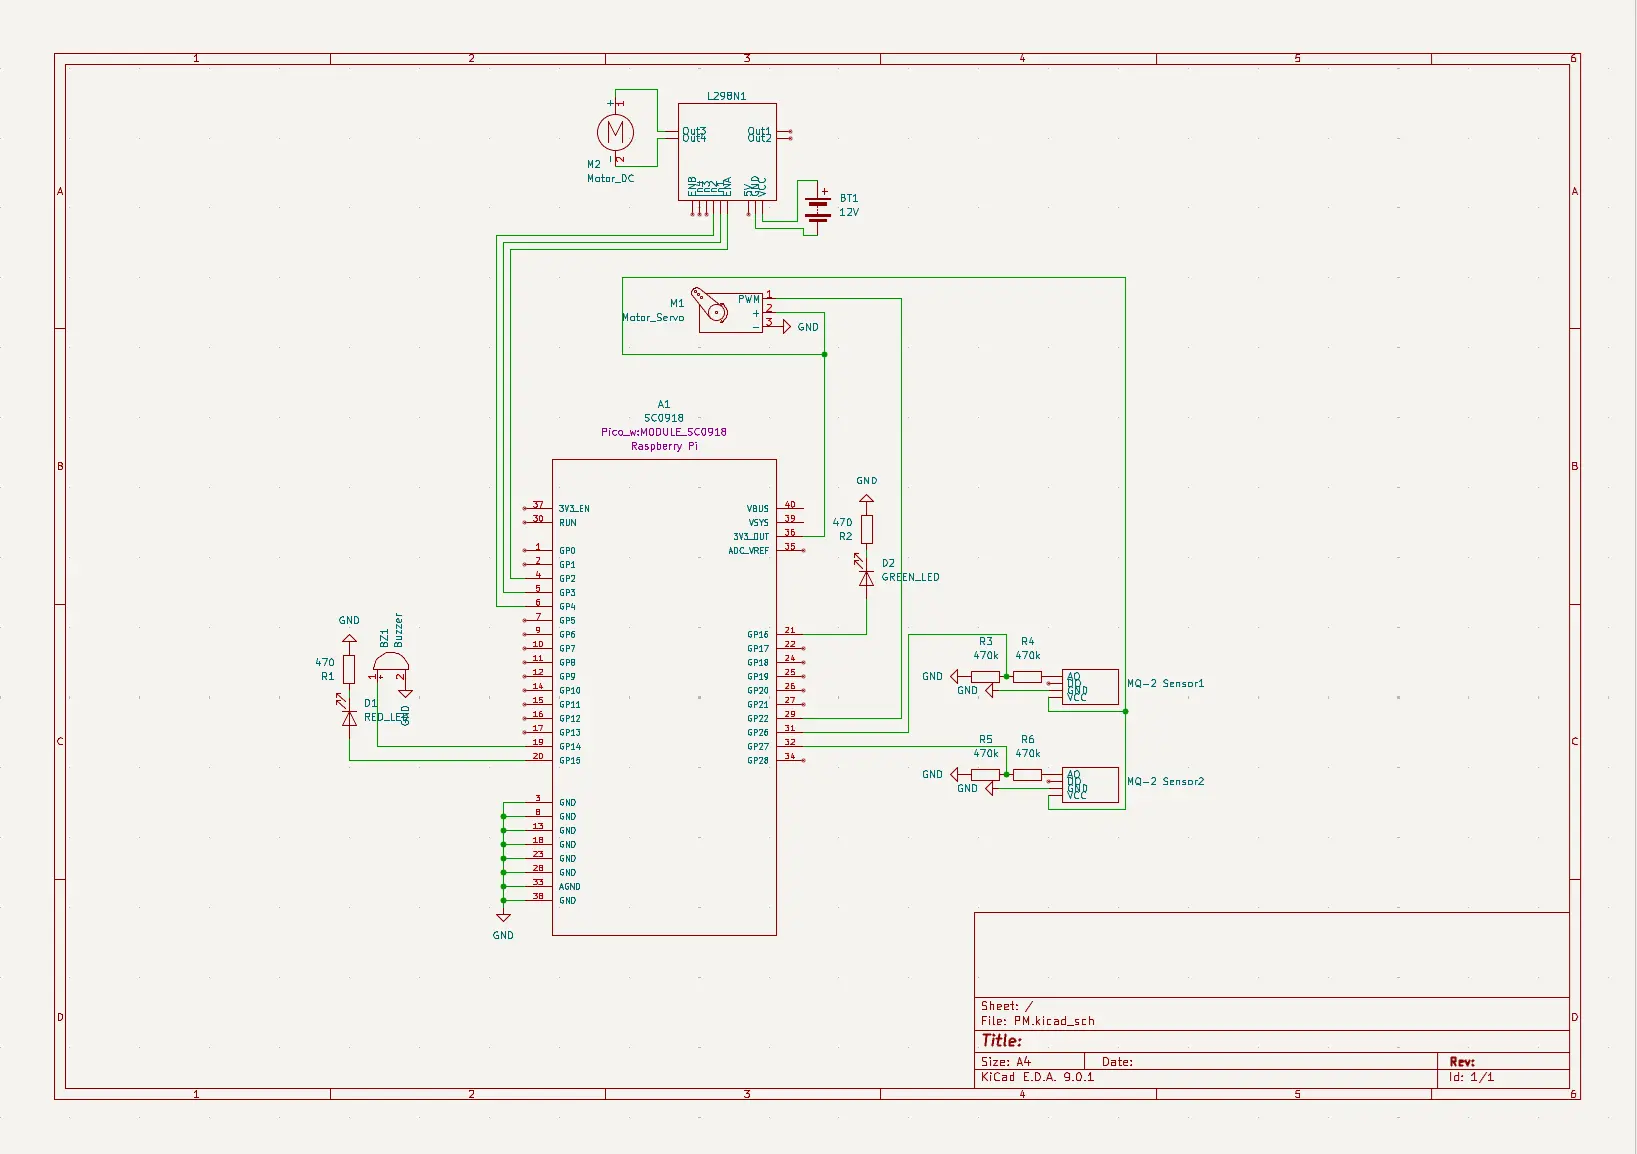 1 2 3 4 5 6
A A
B B
C C
D D
1 2 3 4 5 6
L298N1
Out3
Out4
Out1
Out2
ENB
ENA
5V
GND
VCC
+ 1
M
- 2
M2
Motor_DC
+
BT1
12V
M1
Motor_Servo
PWM 1
+ 2
- 3
GND
A1
SC0918
Pico_w:MODULE_SC0918
Raspberry Pi
37 3V3_EN
30 RUN
1 GP0
2 GP1
4 GP2
5 GP3
6 GP4
7 GP5
9 GP6
10 GP7
11 GP8
12 GP9
14 GP10
15 GP11
16 GP12
17 GP13
19 GP14
20 GP15
3 GND
8 GND
13 GND
18 GND
23 GND
28 GND
33 AGND
38 GND
GND
VBUS 40
VSYS 39
3V3_OUT 36
ADC_VREF 35
GP16 21
GP17 22
GP18 24
GP19 25
GP20 26
GP21 27
GP22 29
GP26 31
GP27 32
GP28 34
GND
470
R2
D2
GREEN_LED
GND
470
R1
D1
RED_LED
BZ1
Buzzer
1 +
2
GND
R3
470k
R4
470k
GND
GND
AO
DO
GND
VCC
MQ-2 Sensor1
R5
470k
R6
470k
GND
GND
AO
DO
GND
VCC
MQ-2 Sensor2
Sheet: /
File: PM.kicad_sch
Title:
Size: A4 Date: Rev:
KiCad E.D.A. 9.0.1 Id: 1/1